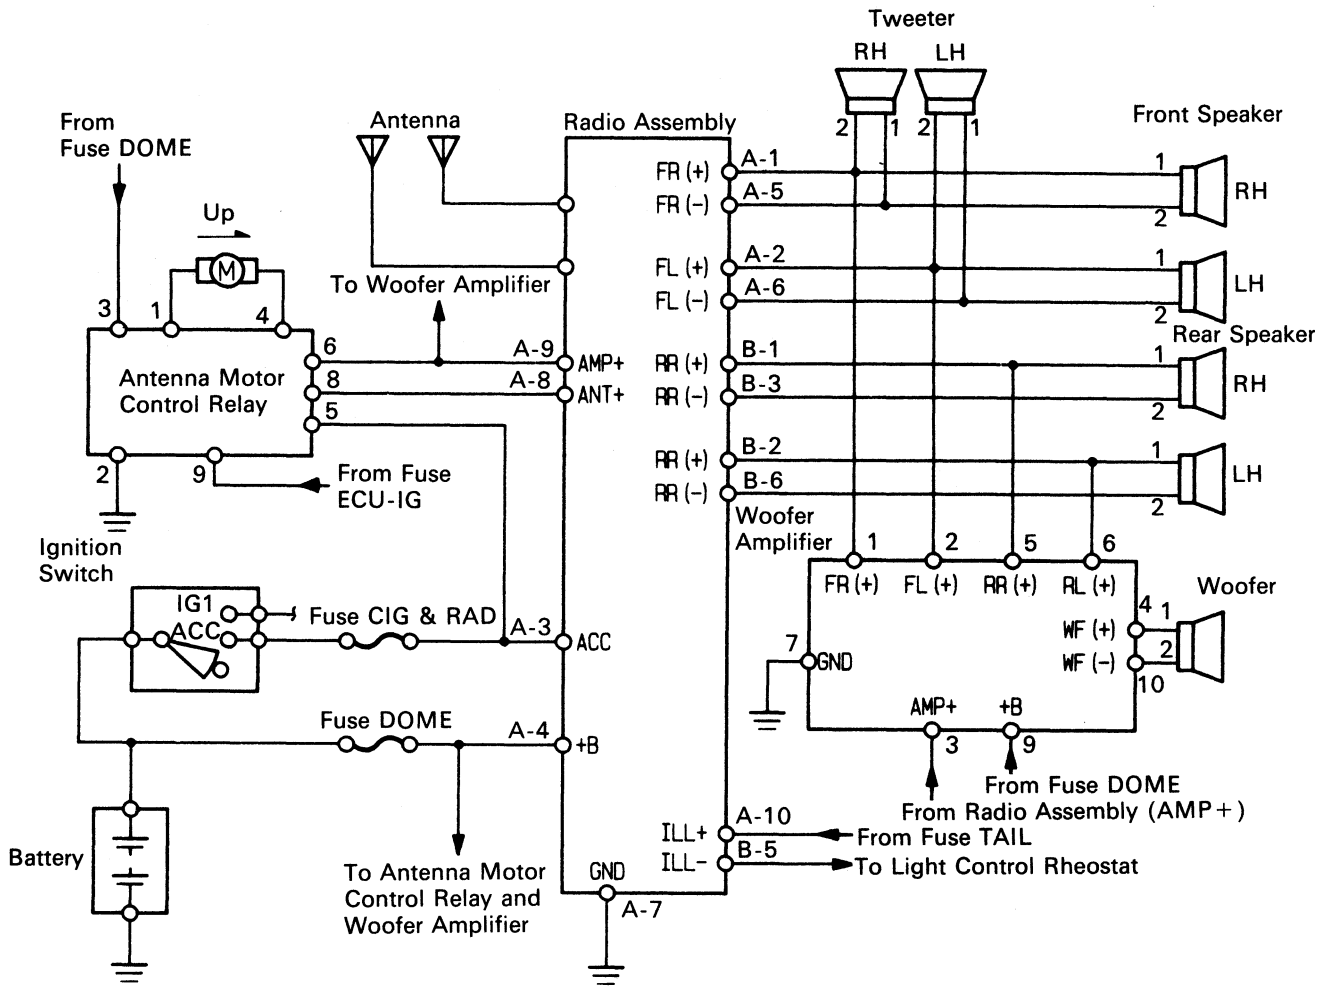 Tweeter
RH LH
2 1 2 1
Front Speaker
From
Fuse DOME
Antenna
Radio Assembly
FR (+) A-1 1
RH
FR (-) A-5 2
Up
M
FL (+) A-2 1
LH
FL (-) A-6 2
To Woofer Amplifier
3 1 4
Rear Speaker
6 A-9 AMP+
RR (+) B-1 1
RH
8 A-8 ANT+
RR (-) B-3 2
Antenna Motor
Control Relay
5
RR (+) B-2 1
LH
RR (-) B-6 2
2 9
From Fuse
ECU-IG
Woofer
Amplifier
1 2 5 6
FR (+) FL (+) RR (+) RL (+)
Woofer
Ignition
Switch
IG1
ACC
Fuse CIG & RAD
A-3 ACC
4 1
WF (+)
WF (-) 2
10
7
GND
AMP+ +B
3 9
Fuse DOME
A-4 +B
From Fuse DOME
From Radio Assembly (AMP+)
ILL+ A-10 From Fuse TAIL
ILL- B-5 To Light Control Rheostat
Battery
To Antenna Motor
Control Relay and
Woofer Amplifier
GND
A-7